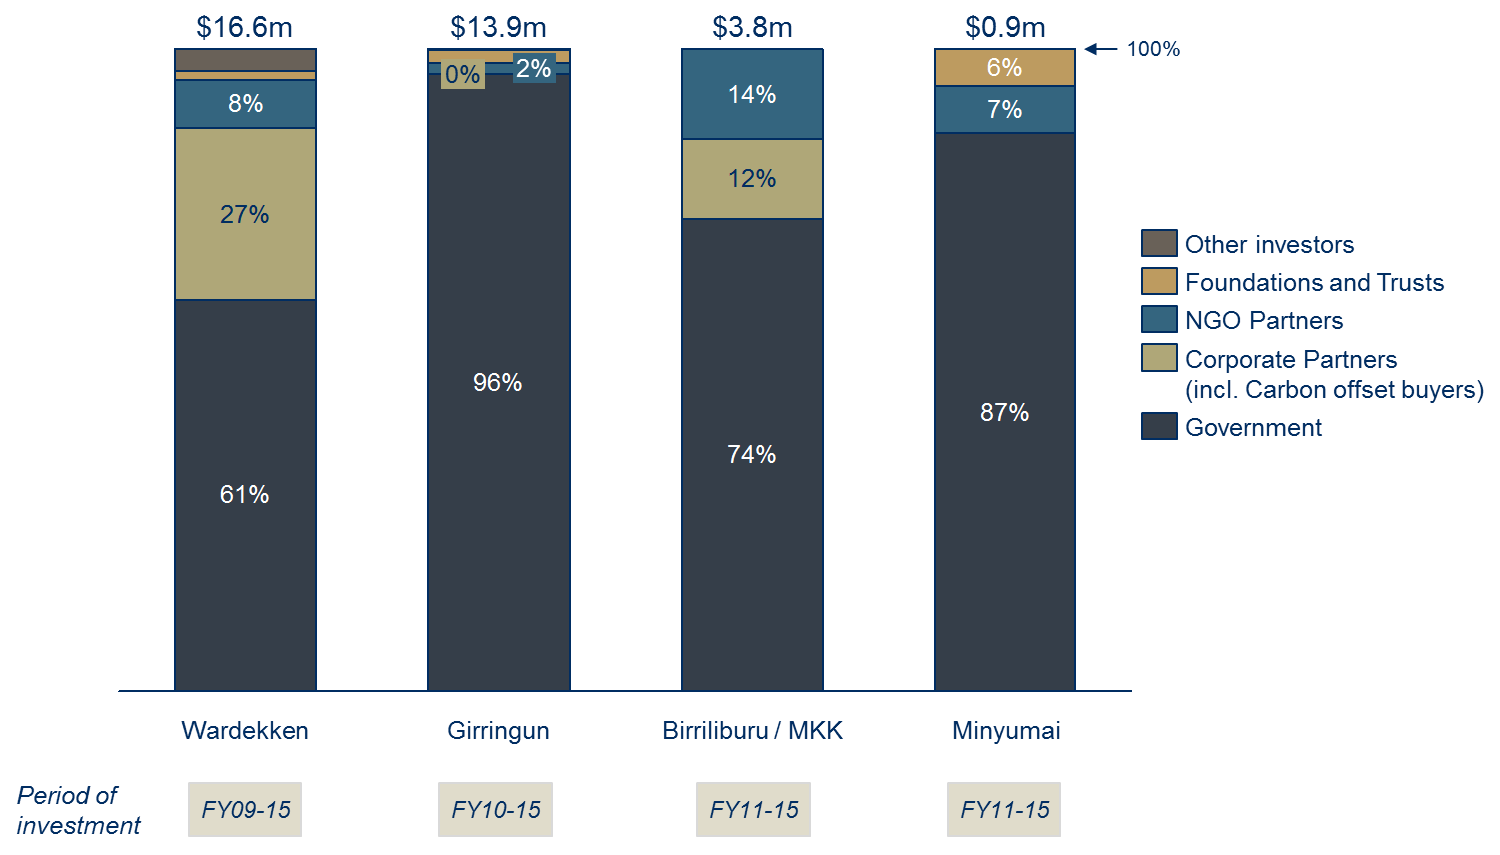 $16.6m
$13.9m
$3.8m
$0.9m
100%
8%
27%
61%
0%
2%
96%
14%
12%
74%
6%
7%
87%
Other investors
Foundations and Trusts
NGO Partners
Corporate Partners
(incl. Carbon offset buyers)
Government
Wardekken
Girringun
Birriliburu / MKK
Minyumai
Period of
investment
FY09-15
FY10-15
FY11-15
FY11-15